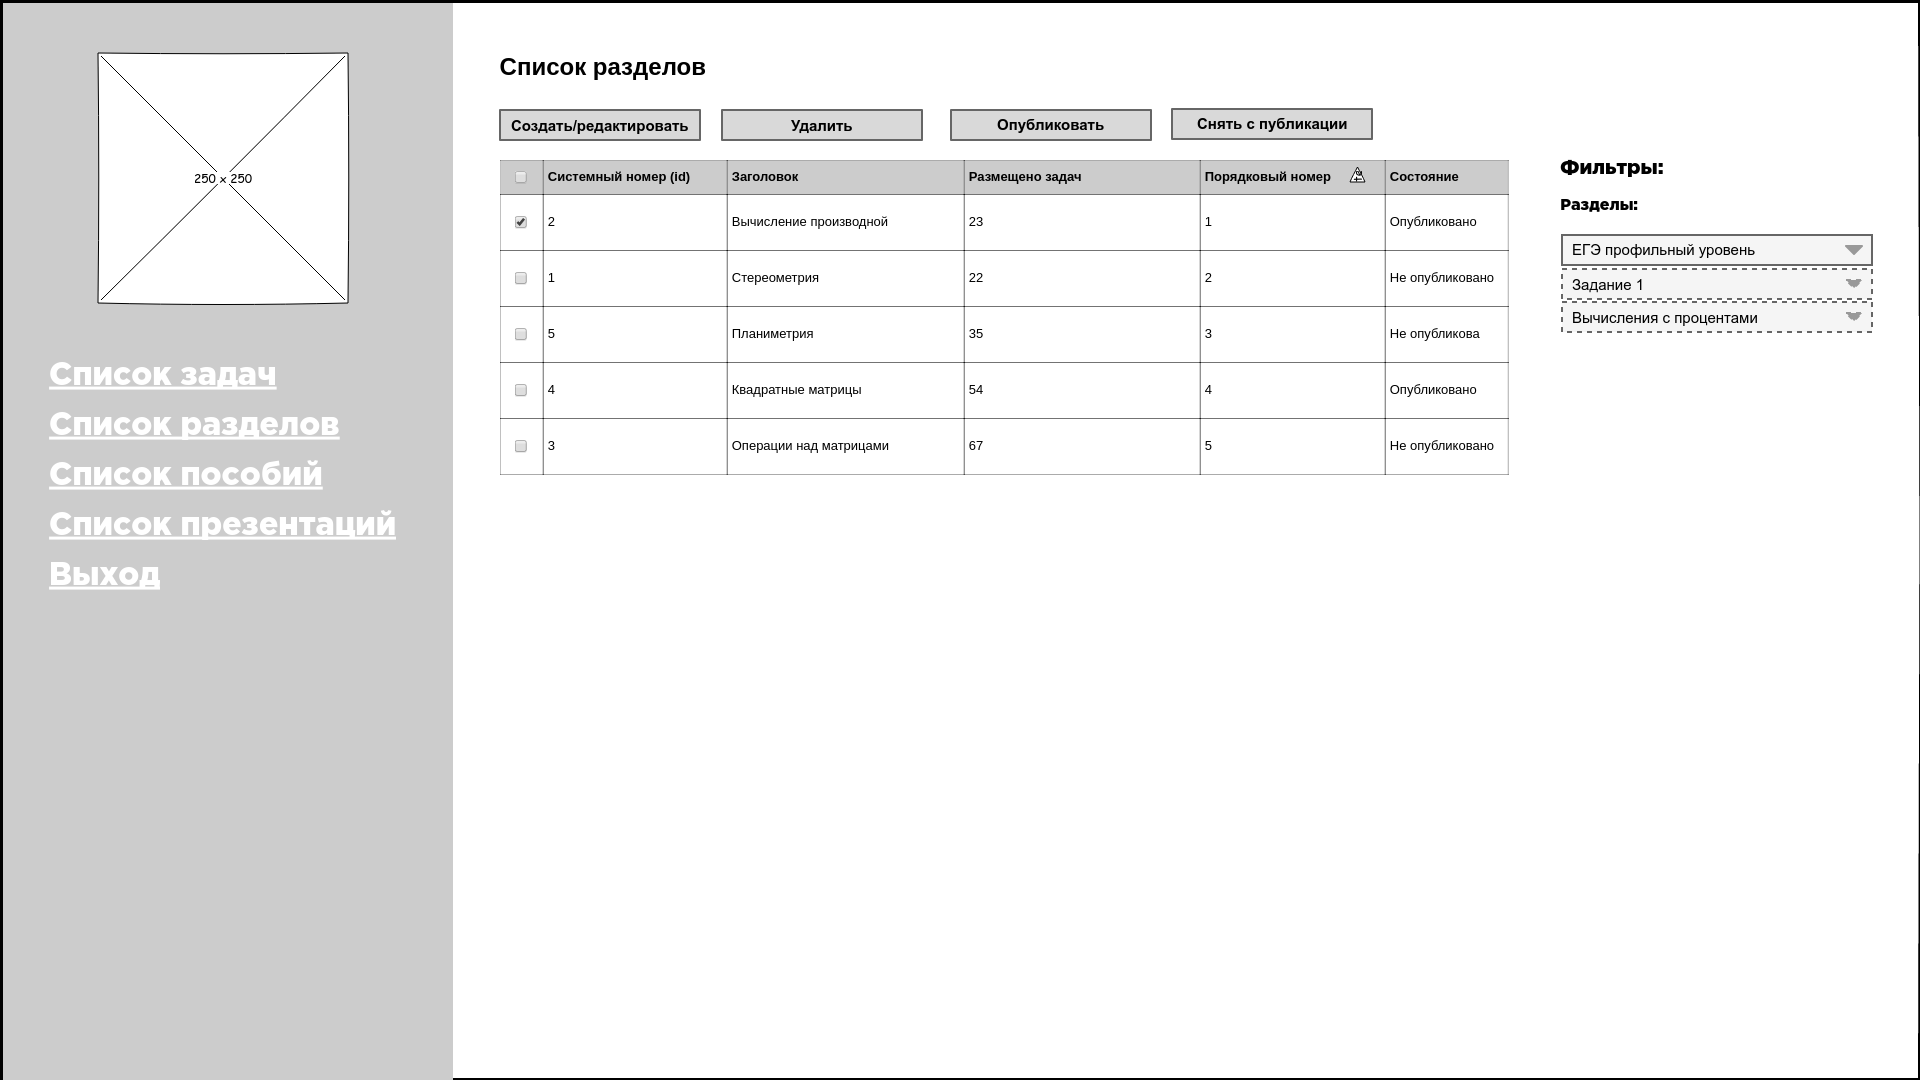 250 × 250
Список задач
Список разделов
Список пособий
Список презентаций
Выход
Список разделов
Создать/редактировать Удалить Опубликовать Снять с публикации
Системный номер (id) Заголовок Размещено задач Порядковый номер Состояние
2 Вычисление производной 23 1 Опубликовано
1 Стереометрия 22 2 Не опубликовано
5 Планиметрия 35 3 Не опубликова
4 Квадратные матрицы 54 4 Опубликовано
3 Операции над матрицами 67 5 Не опубликовано
Фильтры:
Разделы:
ЕГЭ профильный уровень
Задание 1
Вычисления с процентами